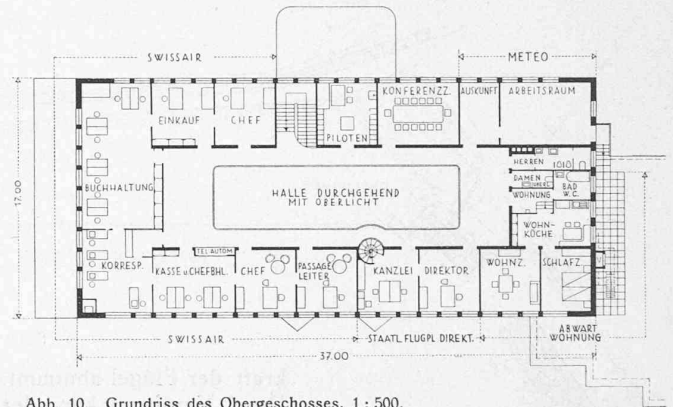 SWISSAIR
METEO
KONFERENZZ.
AUSKUNFT
ARBEITSRAUM
EINKAUF
CHEF
PILOTEN
17.00
BUCHHALTUNG
HALLE DURCHGEHEND
MIT OBERLICHT
HERREN
DAMEN
WOHNUNG
BAD
W.C.
WOHN-
KÜCHE
TEL.AUTOM.
KORRESP.
KASSE u CHEFBHL.
CHEF
PASSAGE
LEITER
KANZLEI
DIREKTOR
WOHNZ.
SCHLAFZ.
SWISSAIR
STAATL. FLUGPL. DIREKT.
ABWART
WOHNUNG
37.00
Abb. 10. Grundriss des Obergeschosses, 1 : 500.